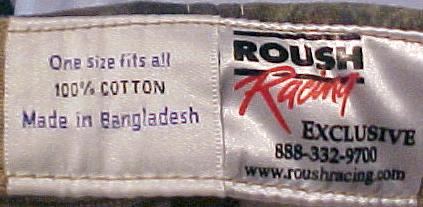 One size fits all
100% COTTON
Made in Bangladesh
ROUSH
Racing
EXCLUSIVE
888-332-9700
www.roushracing.com